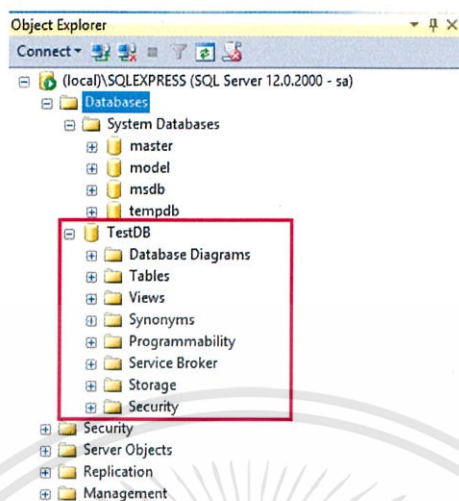 Object Explorer
Connect
(local)\SQLEXPRESS (SQL Server 12.0.2000 - sa)
Databases
System Databases
master
model
msdb
tempdb
TestDB
Database Diagrams
Tables
Views
Synonyms
Programmability
Service Broker
Storage
Security
Security
Server Objects
Replication
Management